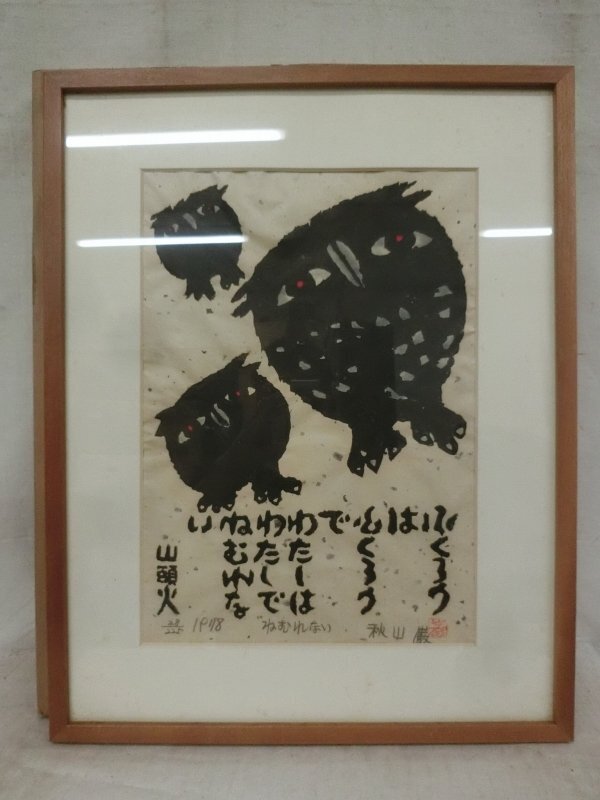 ふくろう
は
ふくろう
で
わたしは
わたしで
ねむれな
い
山頭火
1978 ねむれない 秋山 巌